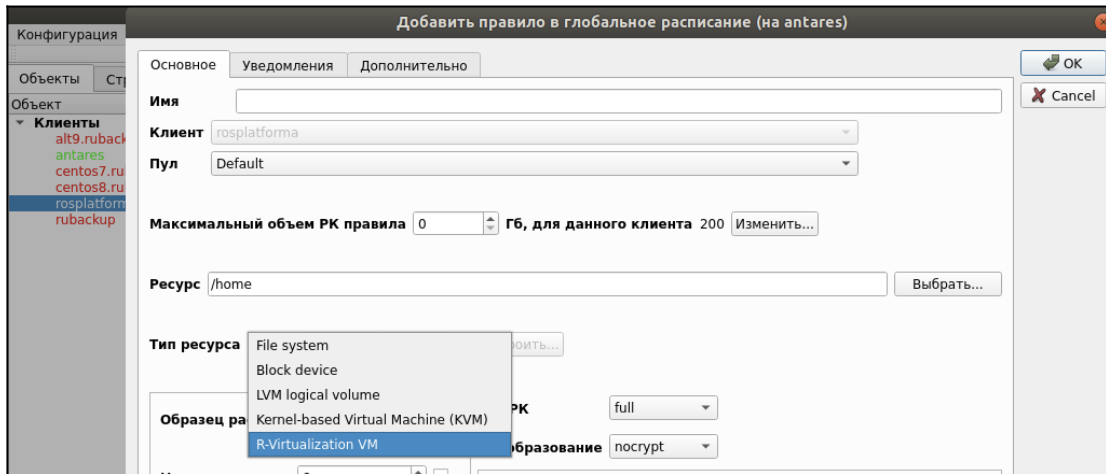 Добавить правило в глобальное расписание (на antares)
Конфигурация
Основное Уведомления Дополнительно
OK
Cancel
Объекты
Объект
Клиенты
alt9.ruback
antares
centos7.ru
centos8.ru
rosplatform
rubackup
Имя
Клиент rosplatforma
Пул Default
Максимальный объем РК правила 0 Гб, для данного клиента 200 Изменить...
Ресурс /home Выбрать...
Тип ресурса
File system
Block device
LVM logical volume
Kernel-based Virtual Machine (KVM)
R-Virtualization VM
оить...
Образец ра
РК full
образование nocrypt